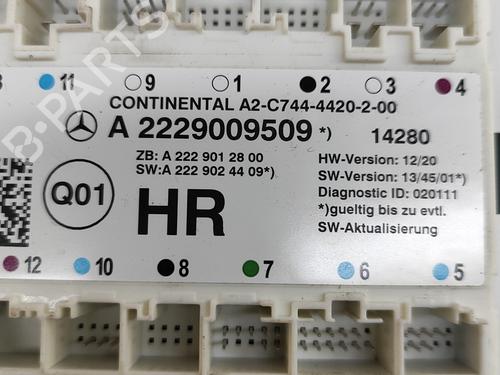 11 9 1 2 3 4
CONTINENTAL A2-C744-4420-2-00
A 2229009509 *) 14280
ZB: A 222 901 28 00
SW:A 222 902 44 09*)
HW-Version: 12/20
SW-Version: 13/45/01*)
Diagnostic ID: 020111
*)gueltig bis zu evtl.
SW-Aktualisierung
Q01
HR
12 10 8 7 6 5
B-PARTS